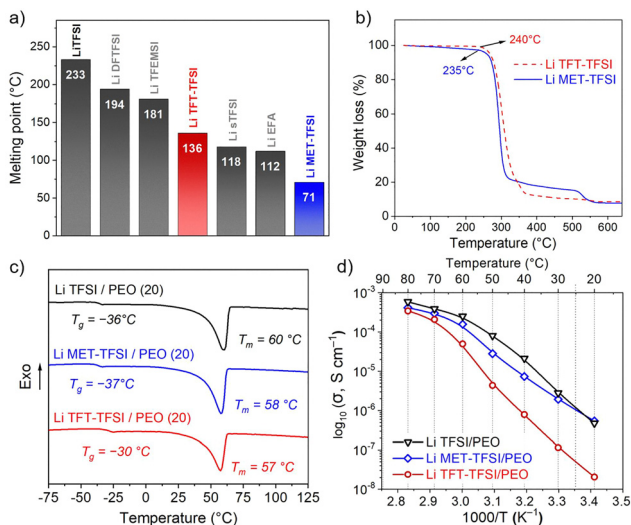 a)
Melting point (°C)
250
200
150
100
50
0
LiTFSI
233
Li DFTFSI
194
Li TFEMSI
181
Li TFT-TFSI
136
Li sTFSI
118
Li EFA
112
Li MET-TFSI
71
b)
Weight loss (%)
120
100
80
60
40
20
0
240°C
235°C
Li TFT-TFSI
Li MET-TFSI
0 100 200 300 400 500 600
Temperature (°C)
c)
Exo
Li TFSI / PEO (20)
Tg = −36°C
Tm = 60 °C
Li MET-TFSI / PEO (20)
Tg = −37°C
Tm = 58 °C
Li TFT-TFSI / PEO (20)
Tg = −30 °C
Tm = 57 °C
-75 -50 -25 0 25 50 75 100 125
Temperature (°C)
d)
Temperature (°C)
90 80 70 60 50 40 30 20
log10 (σ, S cm−1)
10-3
10-4
10-5
10-6
10-7
10-8
Li TFSI/PEO
Li MET-TFSI/PEO
Li TFT-TFSI/PEO
2.8 2.9 3.0 3.1 3.2 3.3 3.4 3.5
1000/T (K−1)